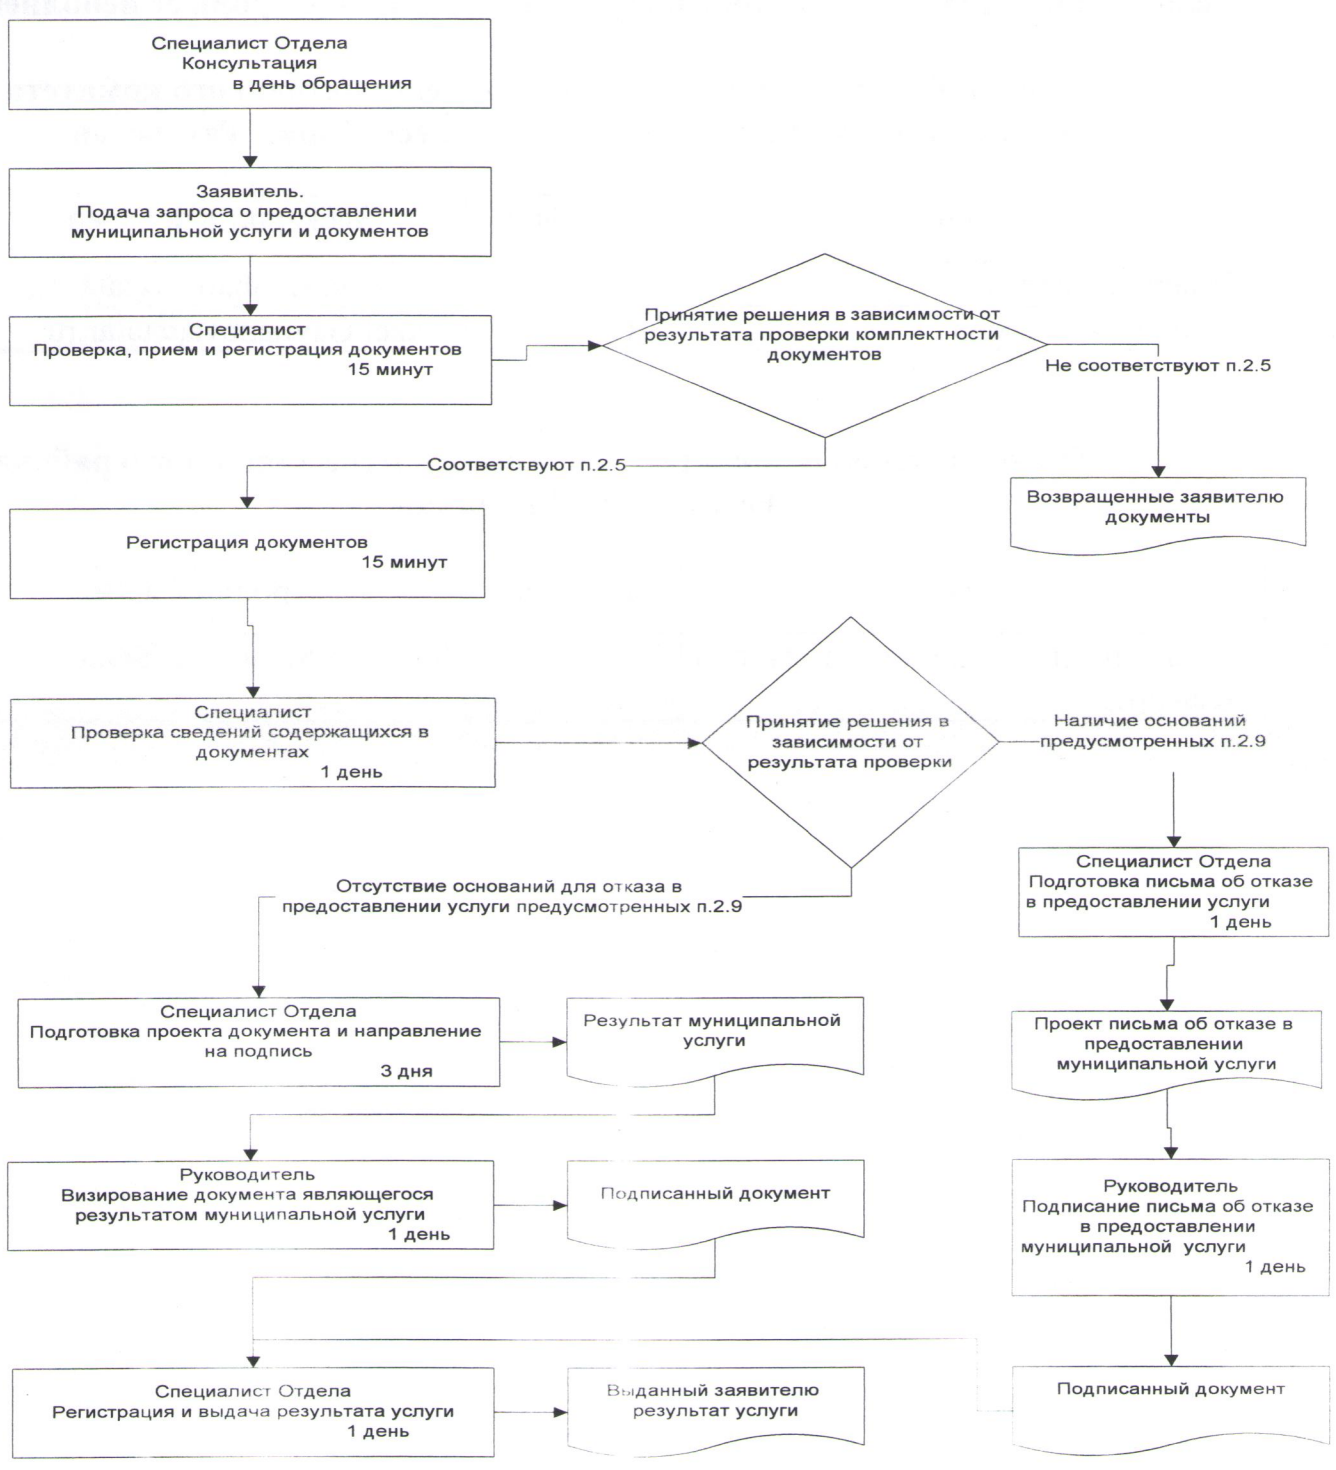 Специалист Отдела
Консультация
в день обращения
Заявитель.
Подача запроса о предоставлении
муниципальной услуги и документов
Специалист
Проверка, прием и регистрация документов
15 минут
Принятие решения в зависимости от
результата проверки комплектности
документов
Не соответствуют п.2.5
Соответствуют п.2.5
Возвращенные заявителю
документы
Регистрация документов
15 минут
Специалист
Проверка сведений содержащихся в
документах
1 день
Принятие решения в
зависимости от
результата проверки
Наличие оснований
предусмотренных п.2.9
Отсутствие оснований для отказа в
предоставлении услуги предусмотренных п.2.9
Специалист Отдела
Подготовка письма об отказе
в предоставлении услуги
1 день
Специалист Отдела
Подготовка проекта документа и направление
на подпись
3 дня
Результат муниципальной
услуги
Проект письма об отказе в
предоставлении
муниципальной услуги
Руководитель
Визирование документа являющегося
результатом муниципальной услуги
1 день
Подписанный документ
Руководитель
Подписание письма об отказе
в предоставлении
муниципальной услуги
1 день
Специалист Отдела
Регистрация и выдача результата услуги
1 день
Выданный заявителю
результат услуги
Подписанный документ